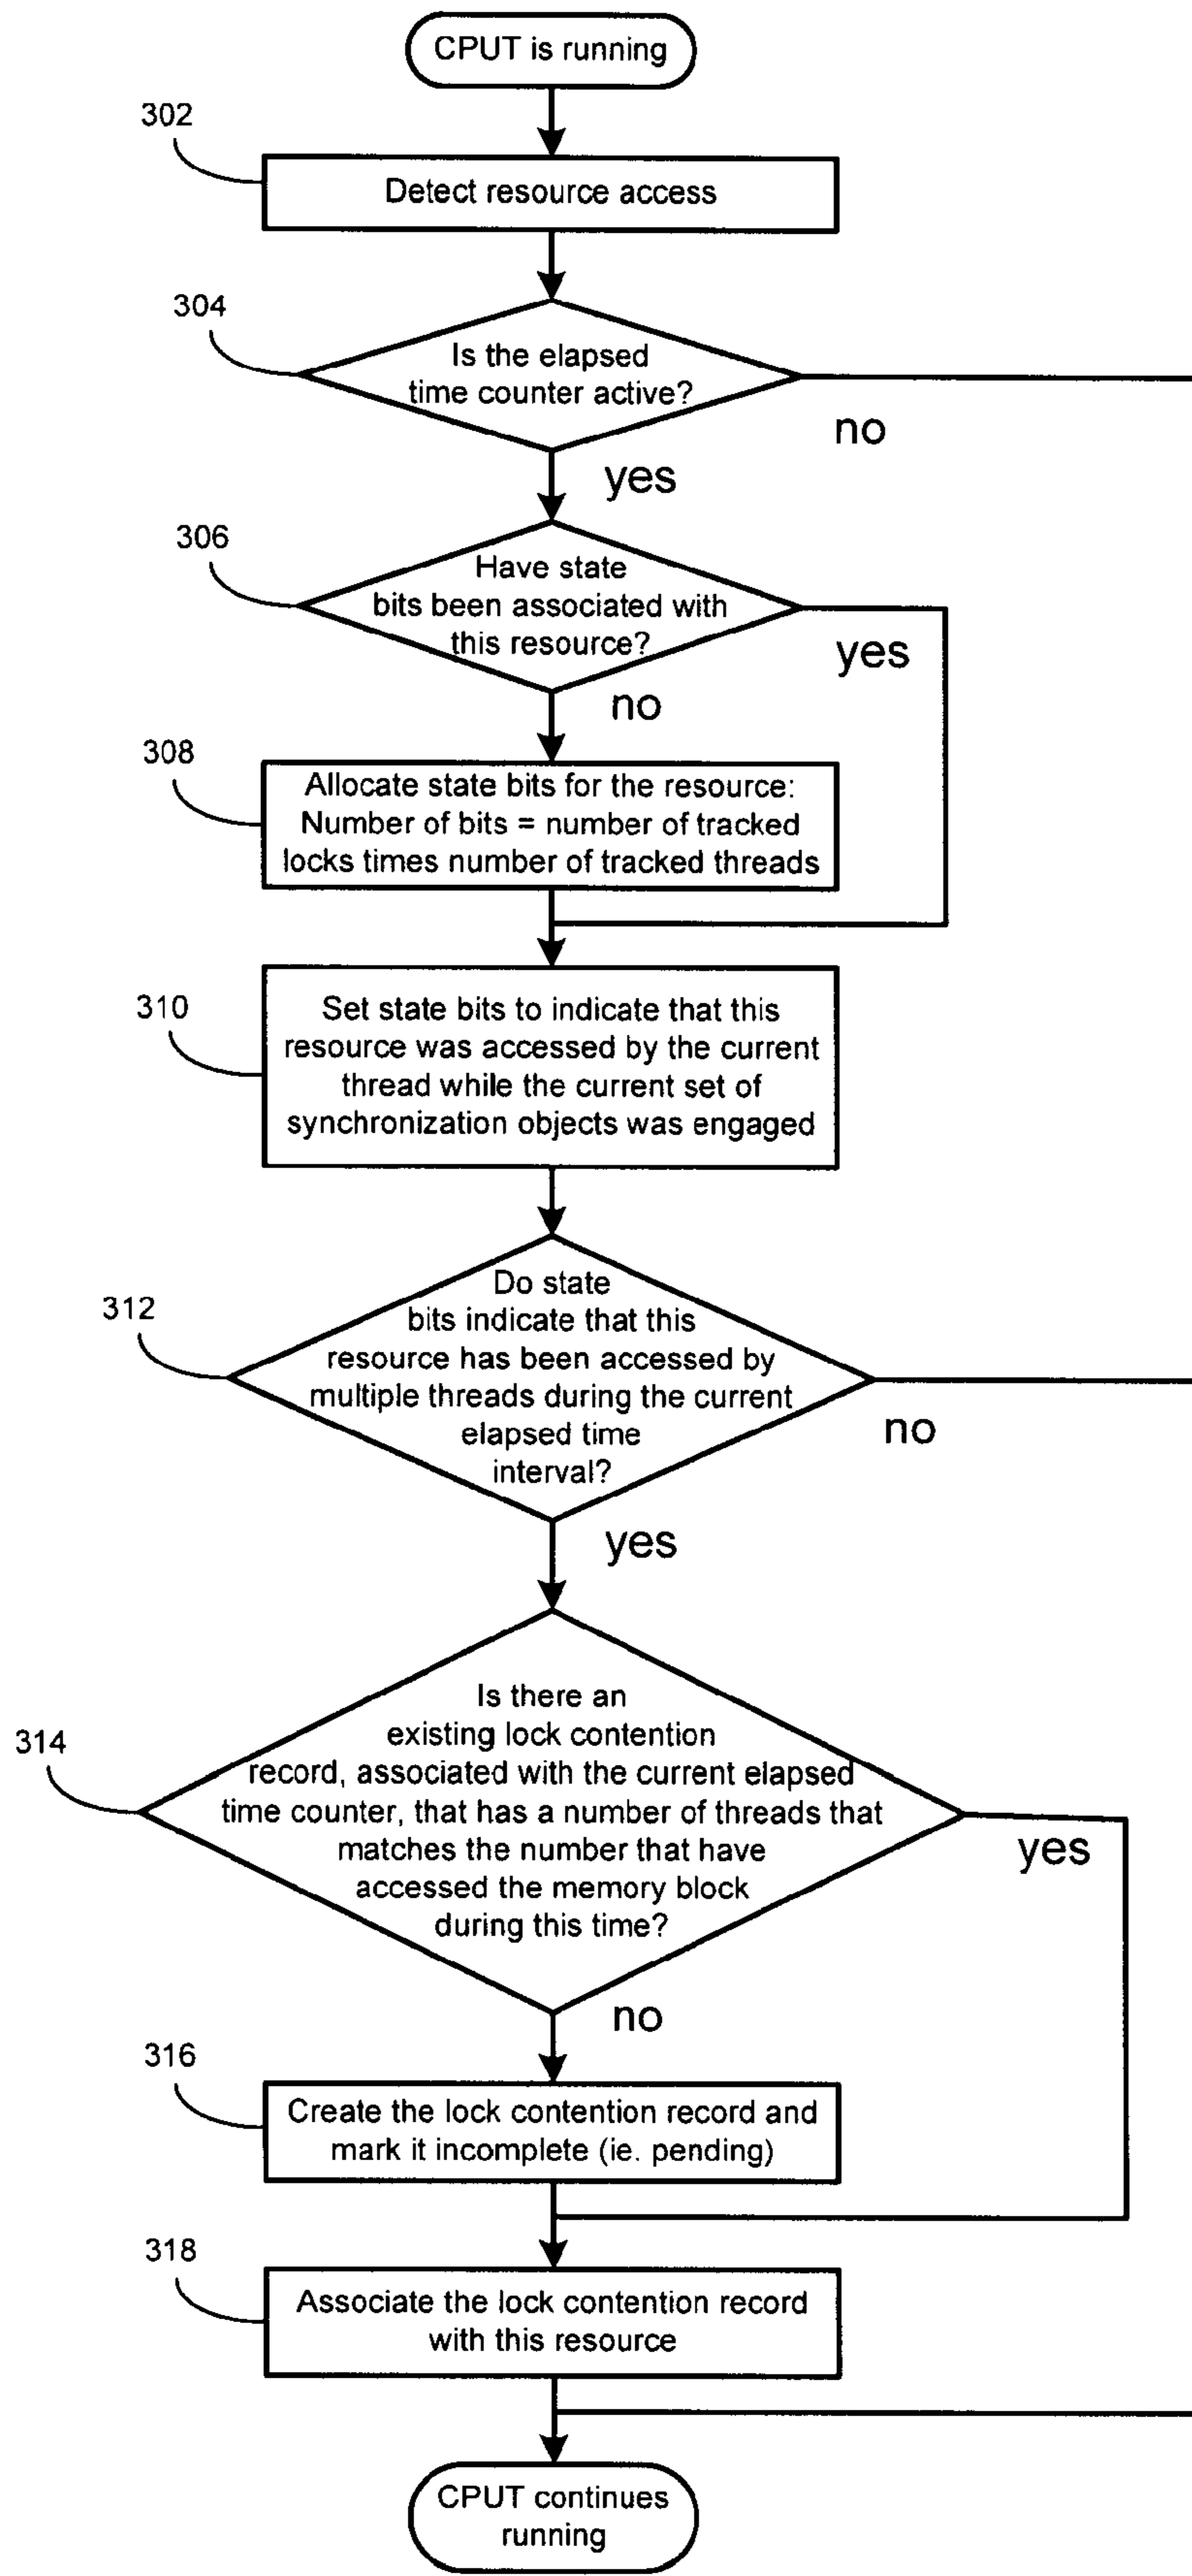 CPUT is running
302
Detect resource access
304
Is the elapsed
time counter active?
no
yes
306
Have state
bits been associated with
this resource?
yes
no
308
Allocate state bits for the resource:
Number of bits = number of tracked
locks times number of tracked threads
310
Set state bits to indicate that this
resource was accessed by the current
thread while the current set of
synchronization objects was engaged
312
Do state
bits indicate that this
resource has been accessed by
multiple threads during the current
elapsed time
interval?
no
yes
314
Is there an
existing lock contention
record, associated with the current elapsed
time counter, that has a number of threads that
matches the number that have
accessed the memory block
during this time?
yes
no
316
Create the lock contention record and
mark it incomplete (ie. pending)
318
Associate the lock contention record
with this resource
CPUT continues
running